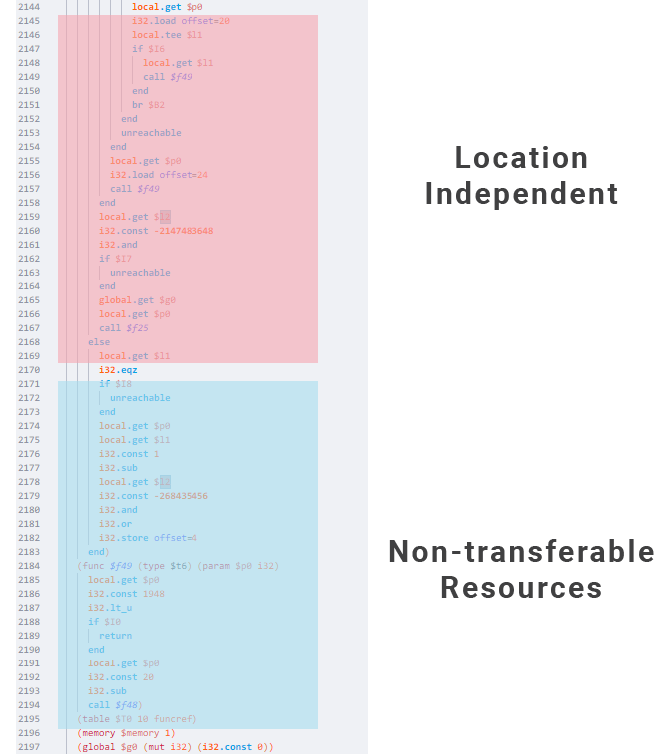 2144 local.get $p0
2145 i32.load offset=20
2146 local.tee $l1
2147 if $I6
2148 local.get $l1
2149 call $f49
2150 end
2151 br $B2
2152 end
2153 unreachable
2154 end
2155 local.get $p0
2156 i32.load offset=24
2157 call $f49
2158 end
2159 local.get $l2
2160 i32.const -2147483648
2161 i32.and
2162 if $I7
2163 unreachable
2164 end
2165 global.get $g0
2166 local.get $p0
2167 call $f25
2168 else
2169 local.get $l1
2170 i32.eqz
2171 if $I8
2172 unreachable
2173 end
2174 local.get $p0
2175 local.get $l1
2176 i32.const 1
2177 i32.sub
2178 local.get $l2
2179 i32.const -268435456
2180 i32.and
2181 i32.or
2182 i32.store offset=4
2183 end)
2184 (func $f49 (type $t6) (param $p0 i32)
2185 local.get $p0
2186 i32.const 1948
2187 i32.lt_u
2188 if $I0
2189 return
2190 end
2191 local.get $p0
2192 i32.const 20
2193 i32.sub
2194 call $f48)
2195 (table $T0 10 funcref)
2196 (memory $memory 1)
2197 (global $g0 (mut i32) (i32.const 0))
Location
Independent
Non-transferable
Resources